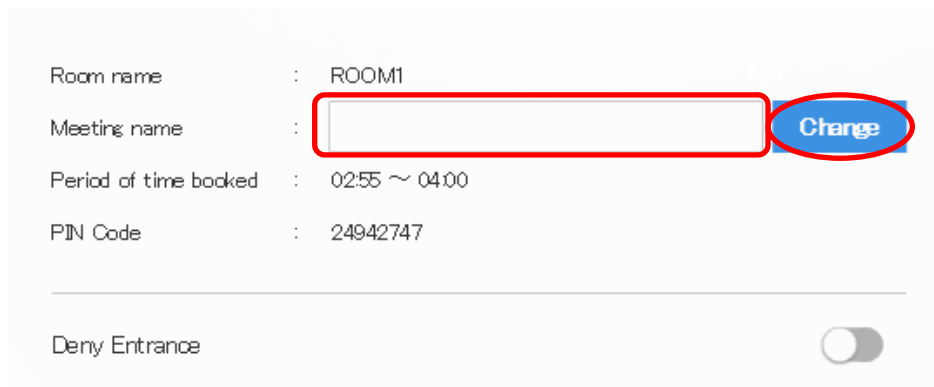 Room name : ROOM1
Meeting name : Change
Period of time booked : 02:55 ～ 04:00
PIN Code : 24942747
Deny Entrance